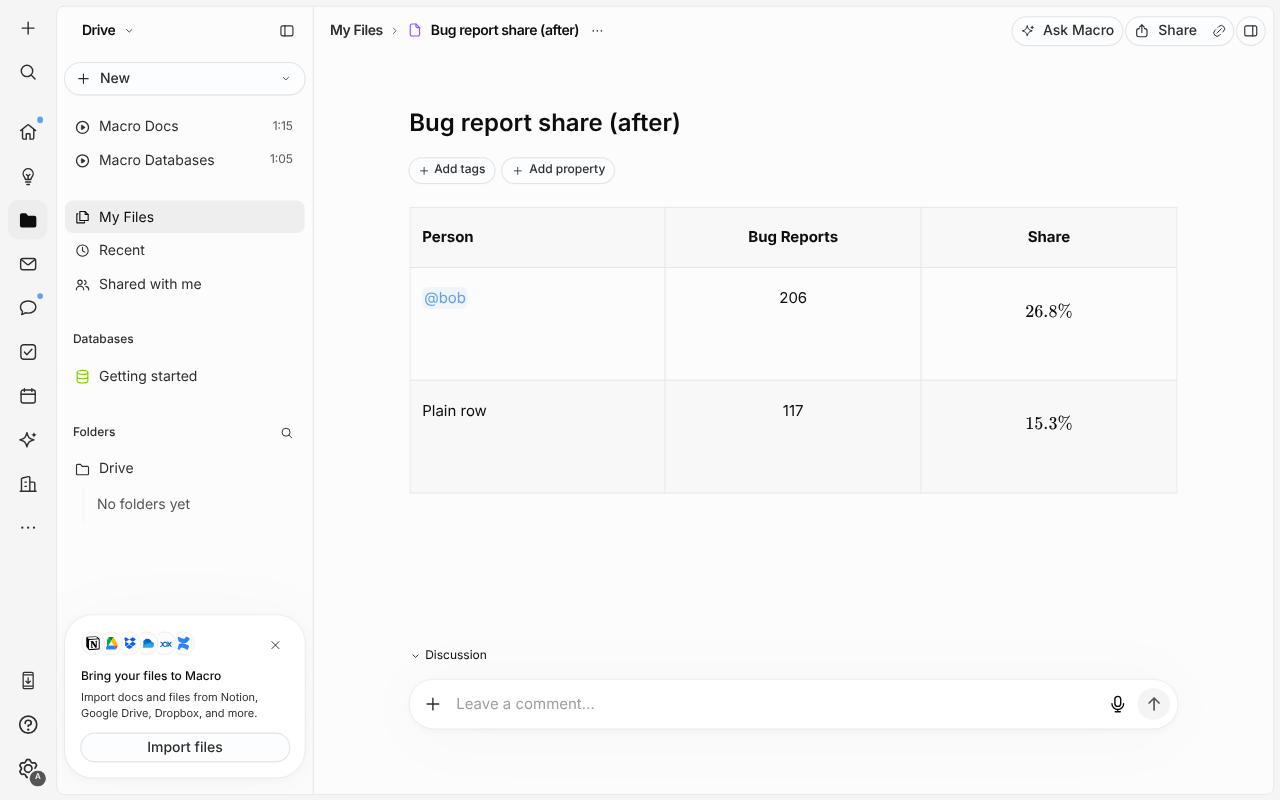 Drive
My Files
Bug report share (after)
Ask Macro
Share
New
Macro Docs 1:15
Macro Databases 1:05
My Files
Recent
Shared with me
Databases
Getting started
Folders
Drive
No folders yet
Bring your files to Macro
Import docs and files from Notion,
Google Drive, Dropbox, and more.
Import files
A
Bug report share (after)
Add tags
Add property
Person Bug Reports Share
@bob 206 26.8%
Plain row 117 15.3%
Discussion
Leave a comment...